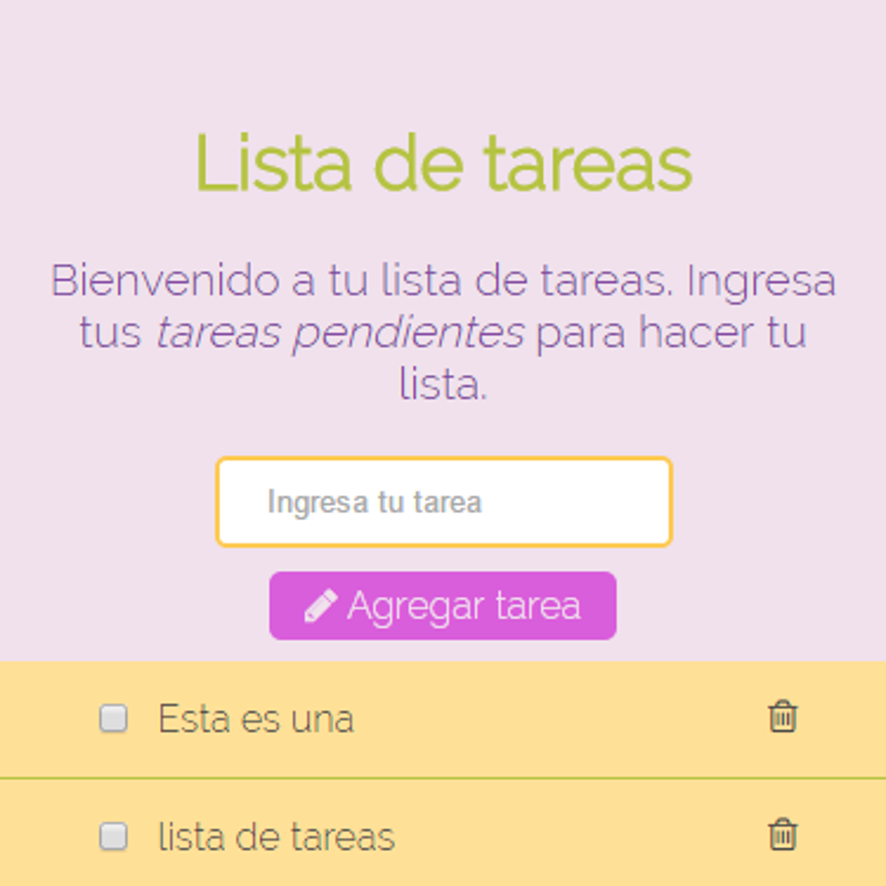 Lista de tareas
Bienvenido a tu lista de tareas. Ingresa
tus tareas pendientes para hacer tu
lista.
Ingresa tu tarea
Agregar tarea
Esta es una
lista de tareas